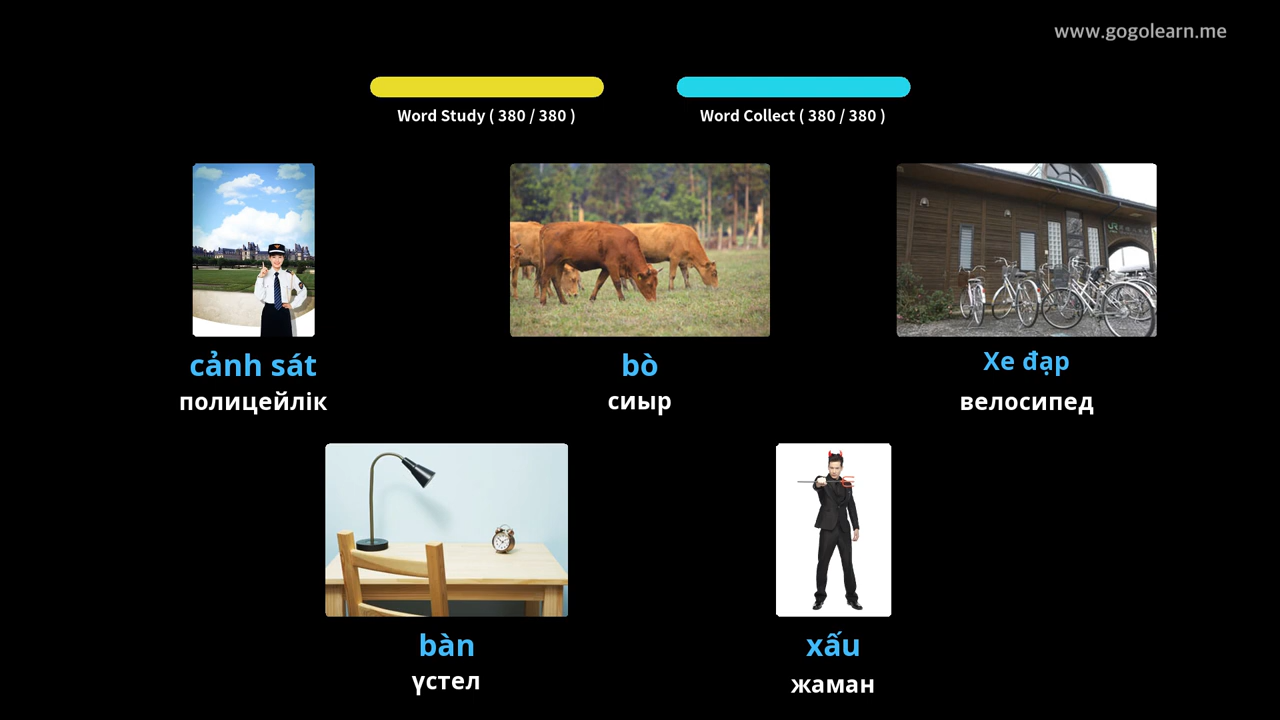 www.gogolearn.me
Word Study ( 380 / 380 )
Word Collect ( 380 / 380 )
cảnh sát
полицейлік
bò
сиыр
Xe đạp
велосипед
bàn
үстел
xấu
жаман